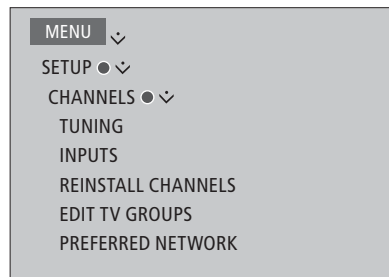 MENU
SETUP
CHANNELS
TUNING
INPUTS
REINSTALL CHANNELS
EDIT TV GROUPS
PREFERRED NETWORK